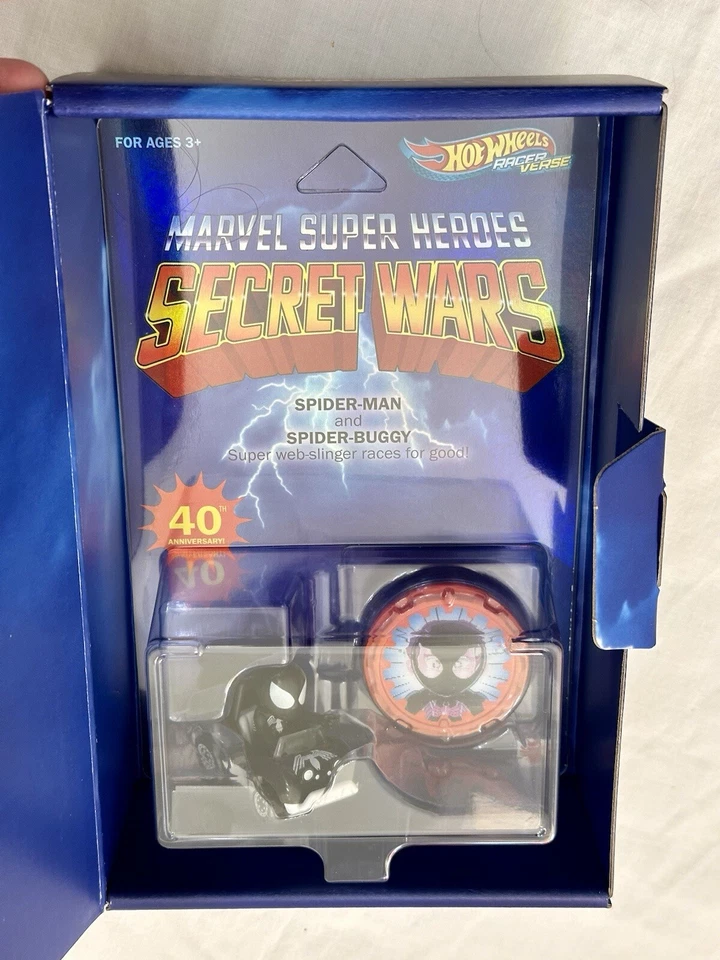 FOR AGES 3+
HOT WHEELS
RACER
VERSE
MARVEL SUPER HEROES
SECRET WARS
SPIDER-MAN
and
SPIDER-BUGGY
Super web-slinger races for good!
40TH
ANNIVERSARY!